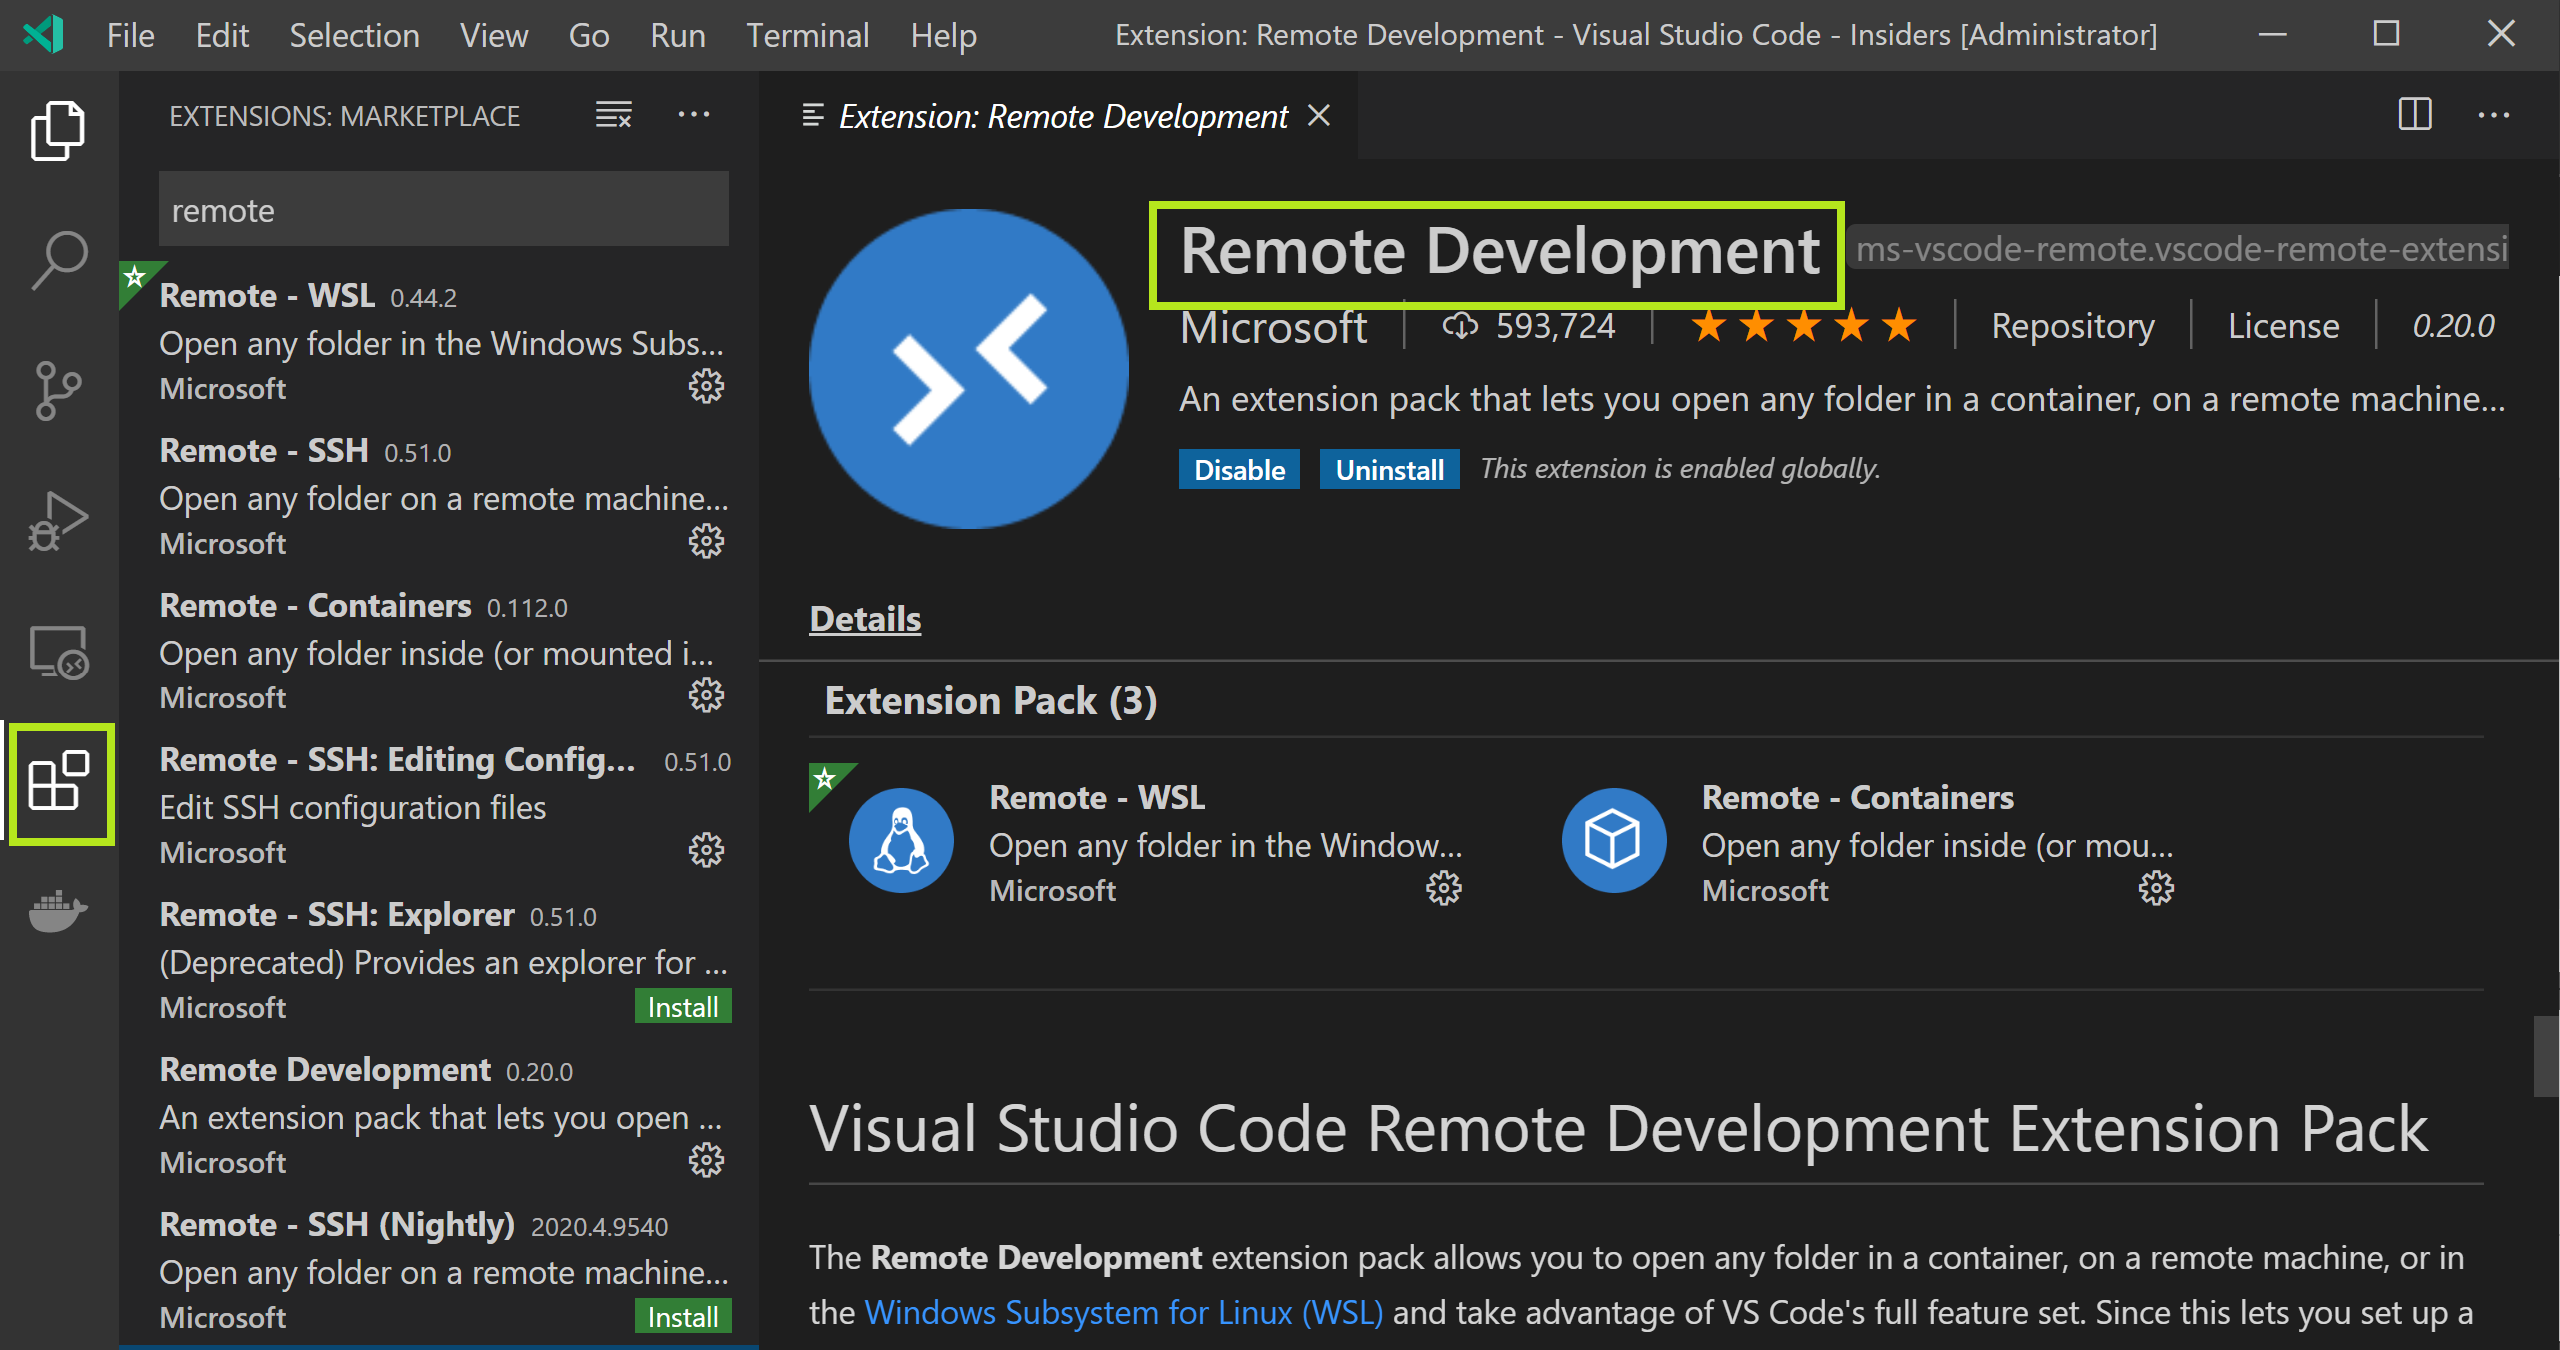 File Edit Selection View Go Run Terminal Help Extension: Remote Development - Visual Studio Code - Insiders [Administrator]
EXTENSIONS: MARKETPLACE
remote
Remote - WSL 0.44.2
Open any folder in the Windows Subs...
Microsoft
Remote - SSH 0.51.0
Open any folder on a remote machine...
Microsoft
Remote - Containers 0.112.0
Open any folder inside (or mounted i...
Microsoft
Remote - SSH: Editing Config... 0.51.0
Edit SSH configuration files
Microsoft
Remote - SSH: Explorer 0.51.0
(Deprecated) Provides an explorer for ...
Microsoft Install
Remote Development 0.20.0
An extension pack that lets you open ...
Microsoft
Remote - SSH (Nightly) 2020.4.9540
Open any folder on a remote machine...
Microsoft Install
Extension: Remote Development
Remote Development ms-vscode-remote.vscode-remote-extensi
Microsoft 593,724 Repository License 0.20.0
An extension pack that lets you open any folder in a container, on a remote machine...
Disable Uninstall This extension is enabled globally.
Details
Extension Pack (3)
Remote - WSL
Open any folder in the Window...
Microsoft
Remote - Containers
Open any folder inside (or mou...
Microsoft
Visual Studio Code Remote Development Extension Pack
The Remote Development extension pack allows you to open any folder in a container, on a remote machine, or in
the Windows Subsystem for Linux (WSL) and take advantage of VS Code's full feature set. Since this lets you set up a